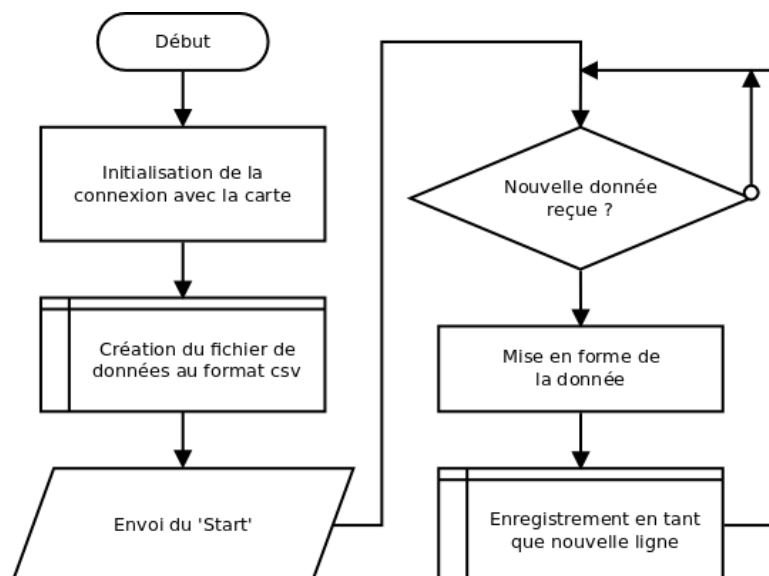 Début
Initialisation de la
connexion avec la carte
Création du fichier de
données au format csv
Envoi du 'Start'
Nouvelle donnée
reçue ?
Mise en forme de
la donnée
Enregistrement en tant
que nouvelle ligne